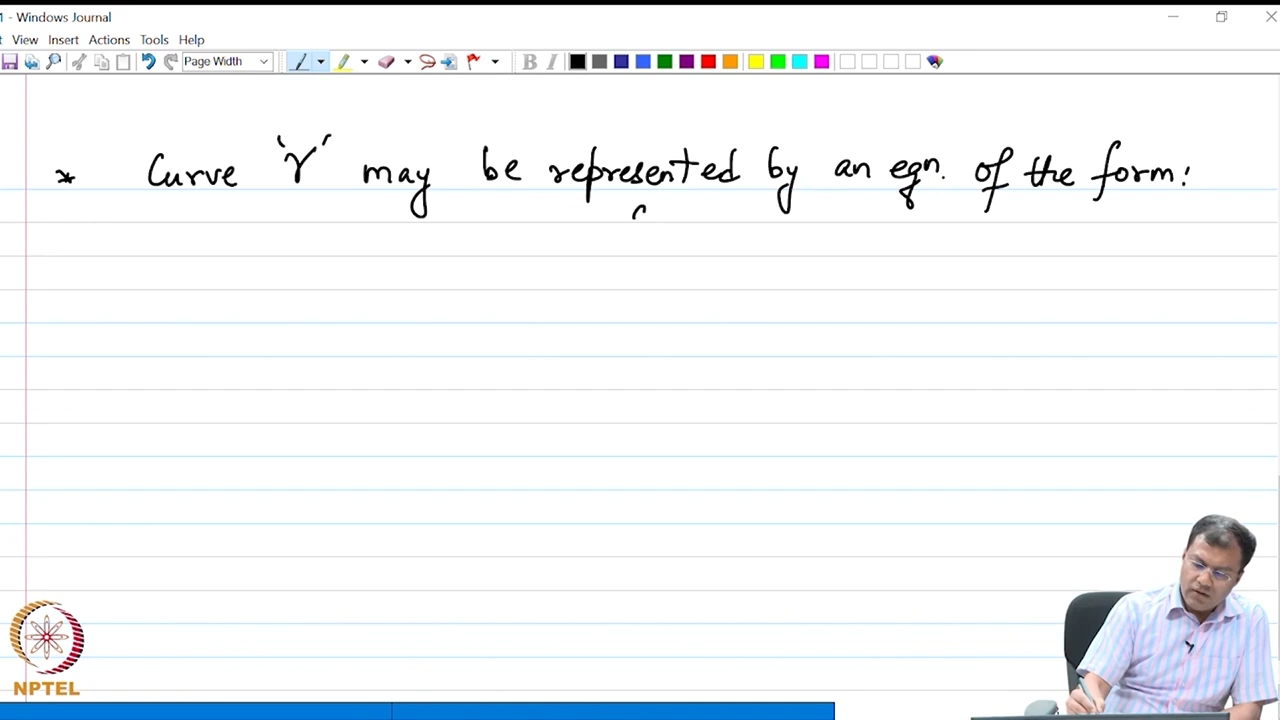 1 - Windows Journal
t View Insert Actions Tools Help
Page Width B I
* Curve 'γ' may be represented by an eqn. of the form:
NPTEL